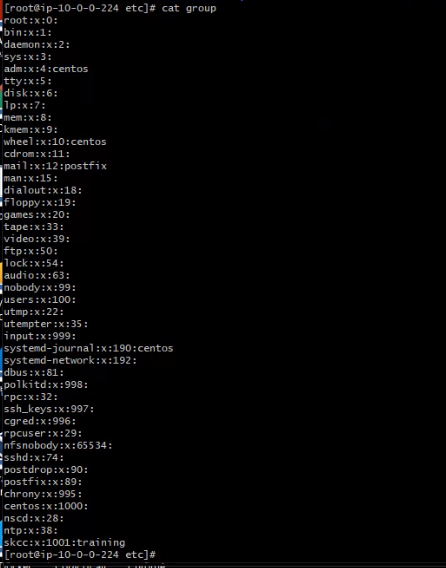 [root@ip-10-0-0-224 etc]# cat group
root:x:0:
bin:x:1:
daemon:x:2:
sys:x:3:
adm:x:4:centos
tty:x:5:
disk:x:6:
lp:x:7:
mem:x:8:
kmem:x:9:
wheel:x:10:centos
cdrom:x:11:
mail:x:12:postfix
man:x:15:
dialout:x:18:
floppy:x:19:
games:x:20:
tape:x:33:
video:x:39:
ftp:x:50:
lock:x:54:
audio:x:63:
nobody:x:99:
users:x:100:
utmp:x:22:
utempter:x:35:
input:x:999:
systemd-journal:x:190:centos
systemd-network:x:192:
dbus:x:81:
polkitd:x:998:
rpc:x:32:
ssh_keys:x:997:
cgred:x:996:
rpcuser:x:29:
nfsnobody:x:65534:
sshd:x:74:
postdrop:x:90:
postfix:x:89:
chrony:x:995:
centos:x:1000:
nscd:x:28:
ntp:x:38:
skcc:x:1001:training
[root@ip-10-0-0-224 etc]#